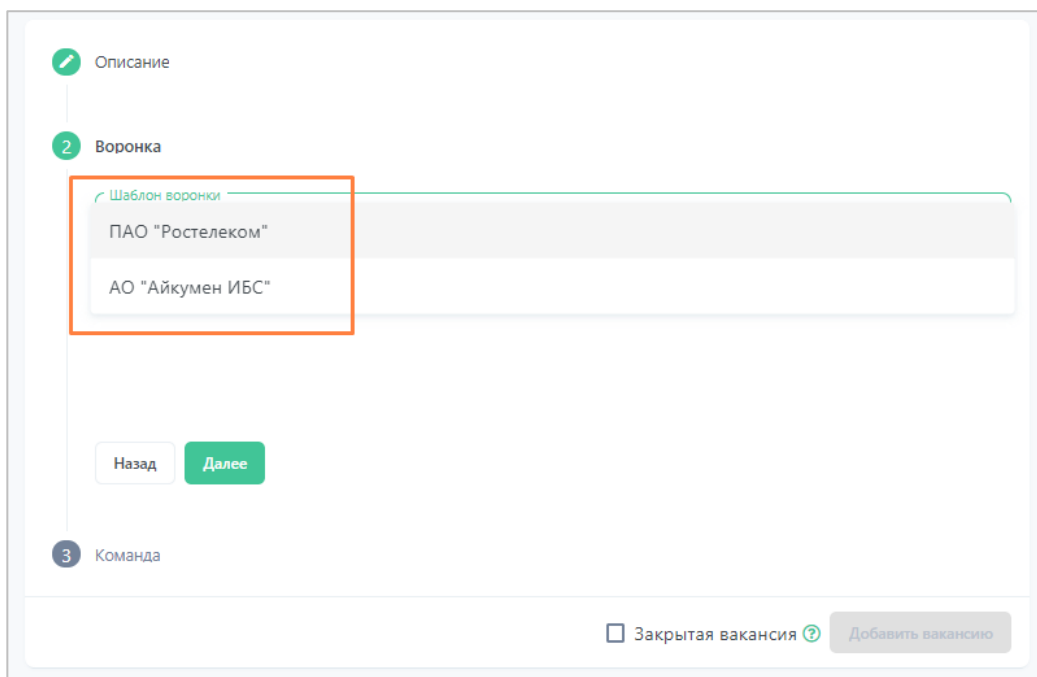 Описание
2 Воронка
Шаблон воронки
ПАО "Ростелеком"
АО "Айкумен ИБС"
Назад Далее
3 Команда
Закрытая вакансия ? Добавить вакансию